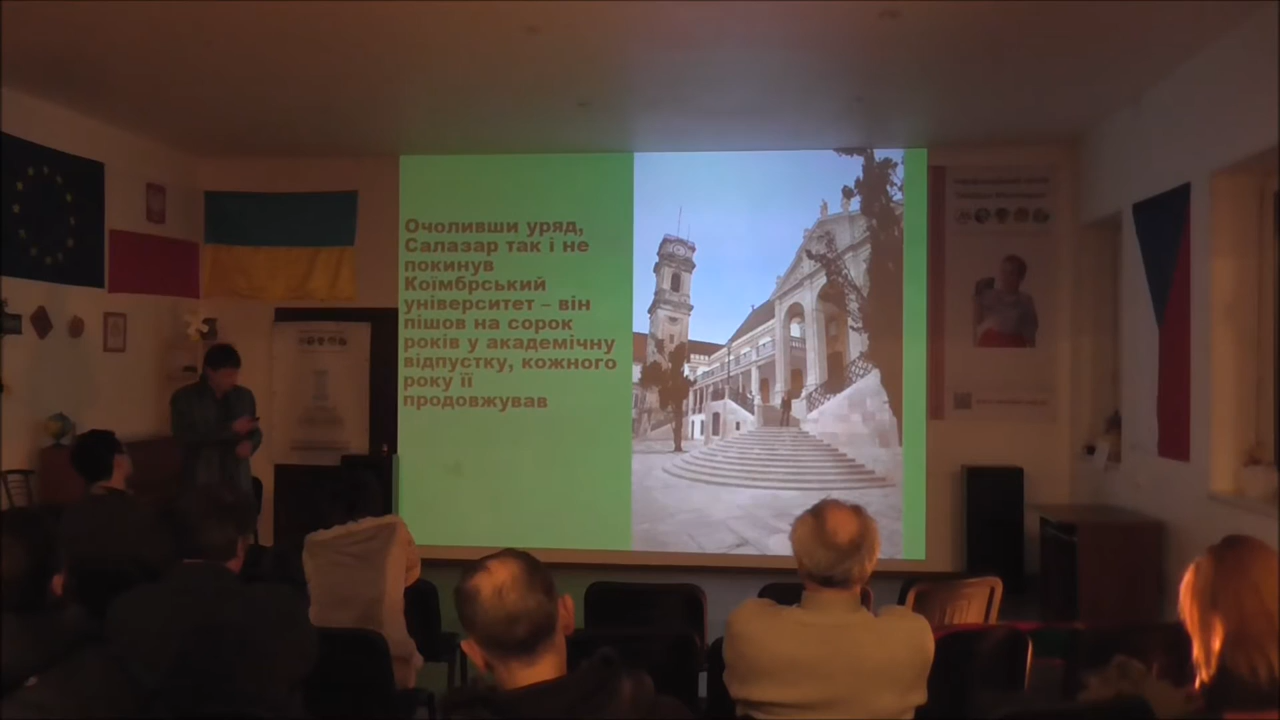 Очоливши уряд,
Салазар так і не
покинув
Коїмбрський
університет – він
пішов на сорок
років у академічну
відпустку, кожного
року її
продовжував